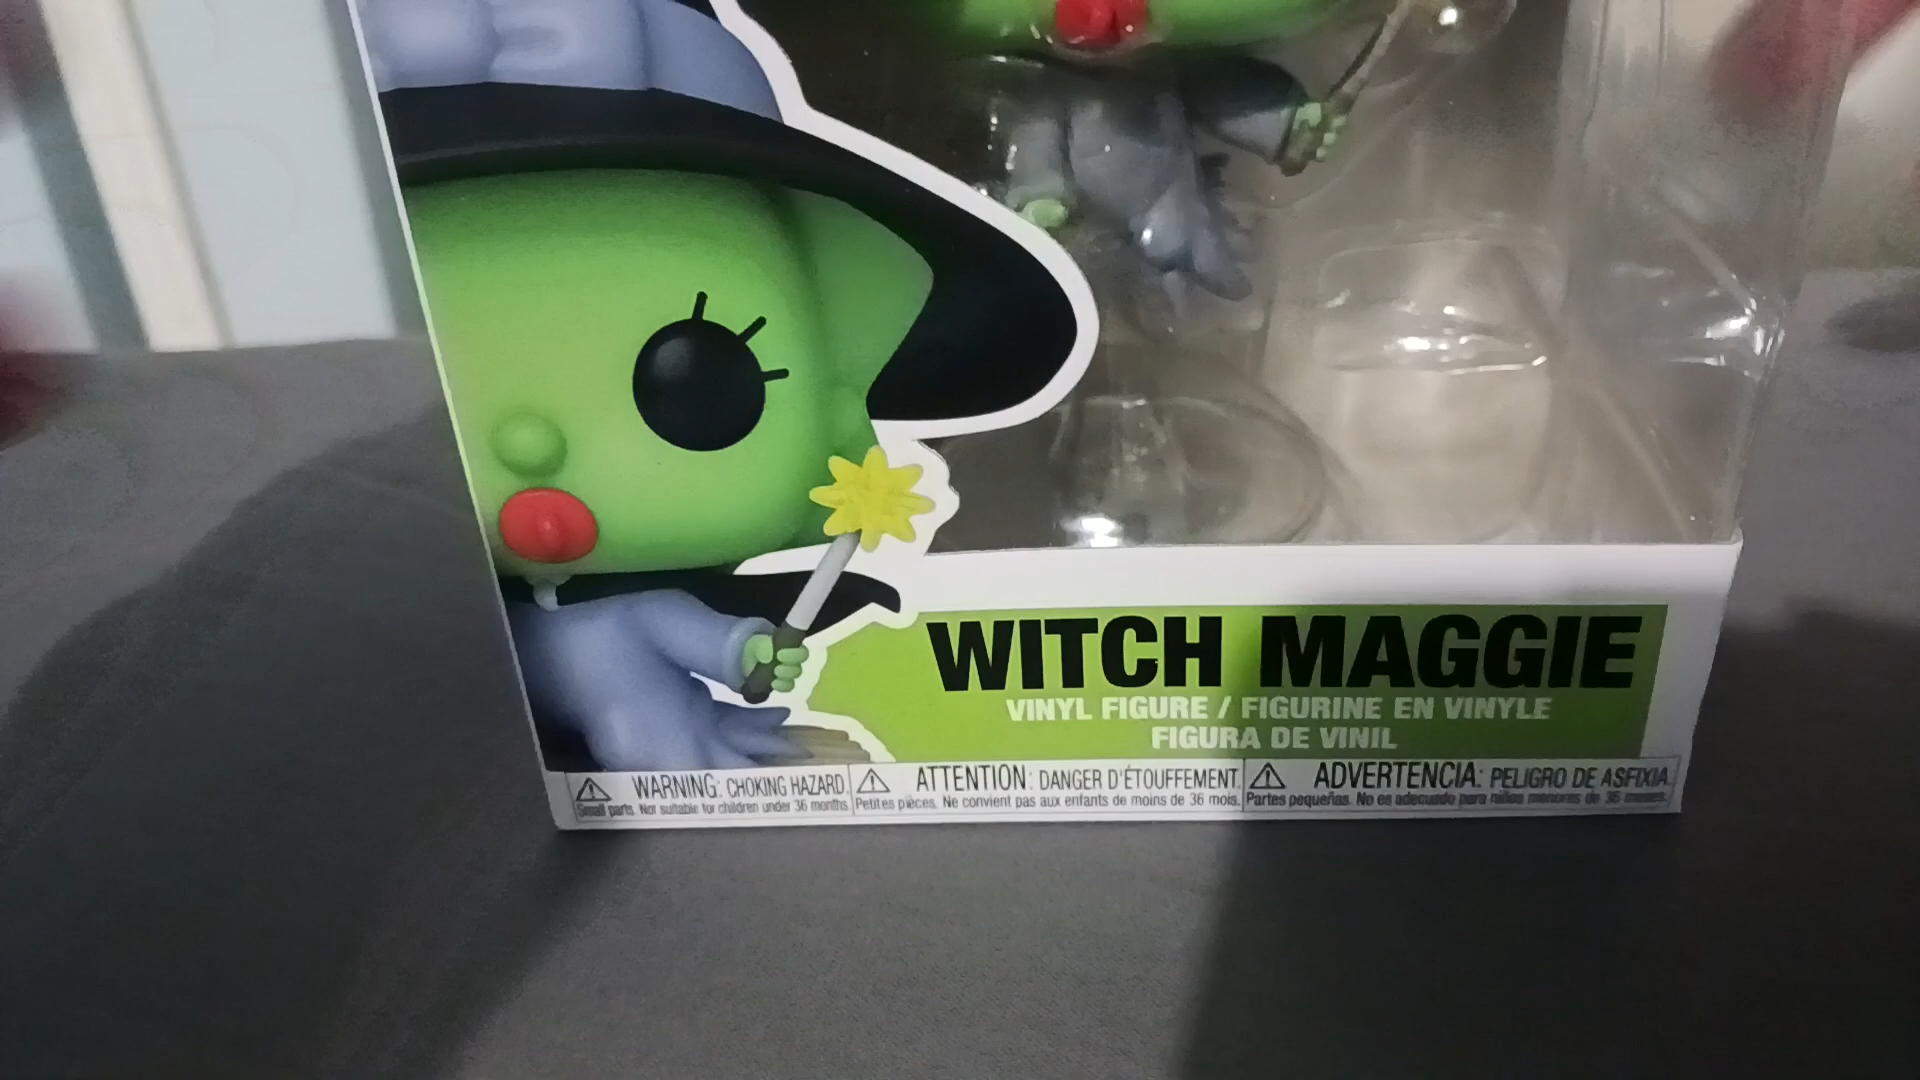 WITCH MAGGIE
VINYL FIGURE / FIGURINE EN VINYLE
FIGURA DE VINIL
WARNING: CHOKING HAZARD.
Small parts. Not suitable for children under 36 months.
ATTENTION: DANGER D'ÉTOUFFEMENT.
Petites pièces. Ne convient pas aux enfants de moins de 36 mois.
ADVERTENCIA: PELIGRO DE ASFIXIA.
Partes pequeñas. No es adecuado para niños menores de 36 meses.